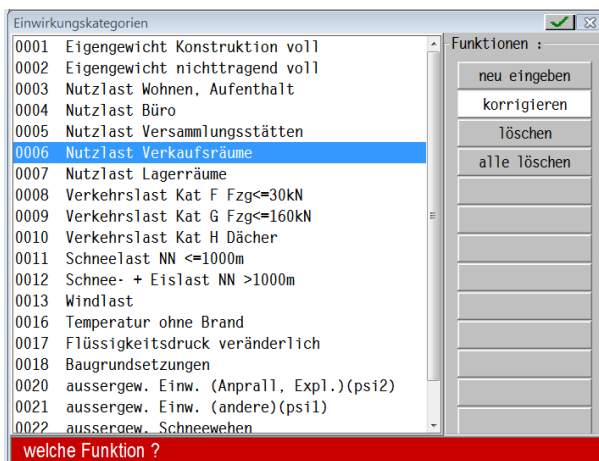 Einwirkungskategorien
0001 Eigengewicht Konstruktion voll
0002 Eigengewicht nichttragend voll
0003 Nutzlast Wohnen, Aufenthalt
0004 Nutzlast Büro
0005 Nutzlast Versammlungsstätten
0006 Nutzlast Verkaufsräume
0007 Nutzlast Lagerräume
0008 Verkehrslast Kat F Fzg<=30kN
0009 Verkehrslast Kat G Fzg<=160kN
0010 Verkehrslast Kat H Dächer
0011 Schneelast NN <=1000m
0012 Schnee- + Eislast NN >1000m
0013 Windlast
0016 Temperatur ohne Brand
0017 Flüssigkeitsdruck veränderlich
0018 Baugrundsetzungen
0020 aussergew. Einw. (Anprall, Expl.)(psi2)
0021 aussergew. Einw. (andere)(psi1)
0022 aussergew. Schneewehen
Funktionen :
neu eingeben
korrigieren
löschen
alle löschen
welche Funktion ?